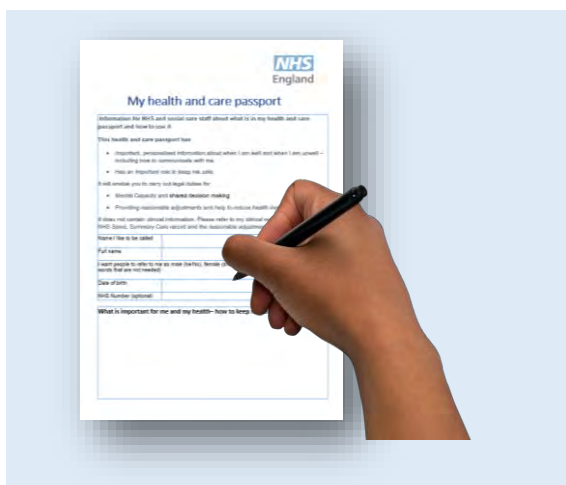 NHS
England
My health and care passport
Information for NHS and social care staff about what is in my health and care
passport and how to use it
This health and care passport has
• Important, personalised information about when I am well and when I am unwell –
including how to communicate with me.
• Has an important role to keep me safe.
It will enable you to carry out legal duties for
• Mental Capacity and shared decision making
• Providing reasonable adjustments and help to reduce health
It does not contain clinical information. Please refer to my clinical
NHS Spine, Summary Care record and the reasonable adjustment
Name I like to be called
Full name
I want people to refer to me as male (he/his), female
words that are not needed)
Date of birth
NHS Number (optional)
What is important for me and my health– how to keep